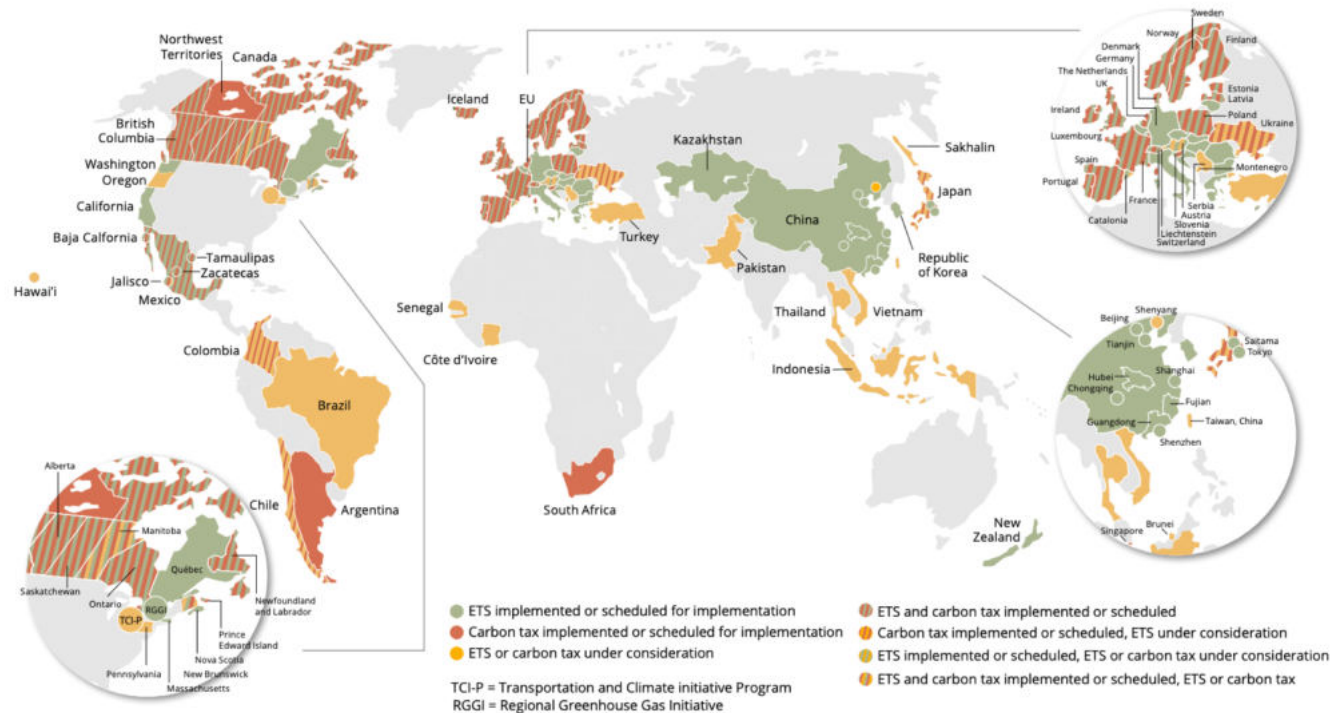 Northwest
Territories
Canada
British
Columbia
Washington
Oregon
California
Baja Calfornia
Tamaulipas
Zacatecas
Jalisco
Mexico
Hawai'i
Colombia
Brazil
Chile
Argentina
Iceland
EU
Kazakhstan
Sakhalin
Japan
China
Turkey
Pakistan
Republic
of Korea
Senegal
Côte d'Ivoire
Thailand
Vietnam
Indonesia
South Africa
New
Zealand
Sweden
Norway
Finland
Denmark
Germany
The Netherlands
UK
Ireland
Luxembourg
Spain
Portugal
Catalonia
France
Estonia
Latvia
Poland
Ukraine
Montenegro
Serbia
Austria
Slovenia
Liechtenstein
Switzerland
Shenyang
Beijing
Tianjin
Saitama
Tokyo
Hubei
Shanghai
Chongqing
Fujian
Guangdong
Taiwan, China
Shenzhen
Singapore
Brunei
Alberta
Manitoba
Québec
Saskatchewan
Ontario
RGGI
TCI-P
Newfoundland
and Labrador
Prince
Edward Island
Nova Scotia
New Brunswick
Pennsylvania
Massachusetts
ETS implemented or scheduled for implementation
Carbon tax implemented or scheduled for implementation
ETS or carbon tax under consideration
TCI-P = Transportation and Climate initiative Program
RGGI = Regional Greenhouse Gas Initiative
ETS and carbon tax implemented or scheduled
Carbon tax implemented or scheduled, ETS under consideration
ETS implemented or scheduled, ETS or carbon tax under consideration
ETS and carbon tax implemented or scheduled, ETS or carbon tax